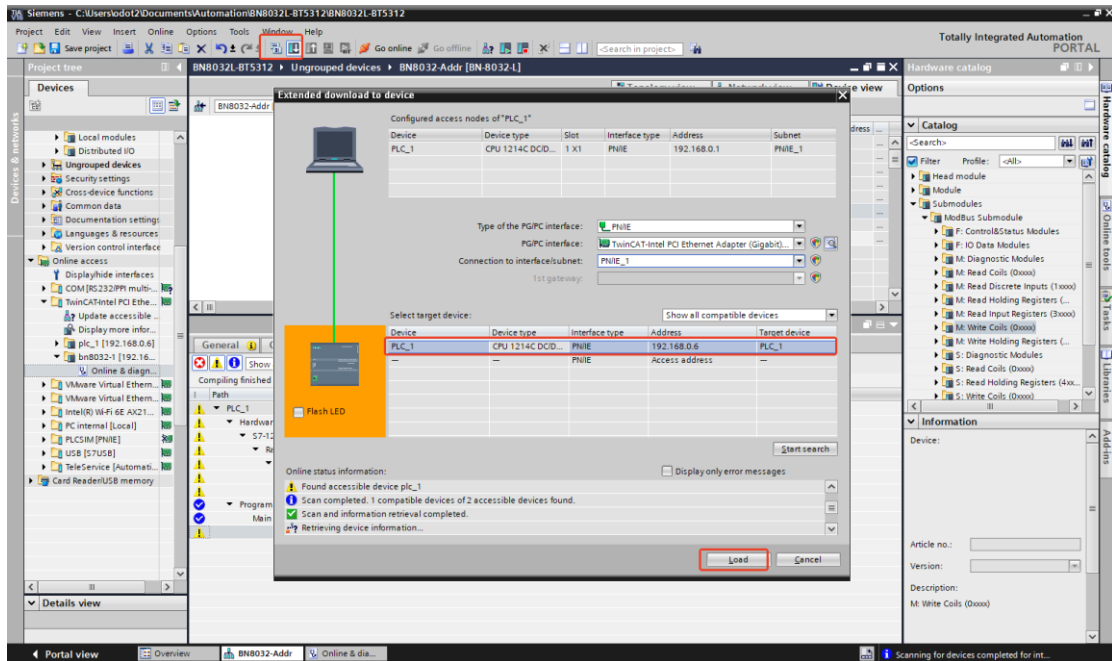 Siemens - C:\Users\odot2\Documents\Automation\BN8032L-BT5312\BN8032L-BT5312
Project Edit View Insert Online Options Tools Window Help
Totally Integrated Automation
PORTAL
Save project
Go online Go offline
<Search in project>
Project tree
BN8032L-BT5312 ▸ Ungrouped devices ▸ BN8032-Addr [BN-8032-L]
Hardware catalog
Devices
Device view
Options
BN8032-Addr
Local modules
Distributed I/O
Ungrouped devices
Security settings
Cross-device functions
Common data
Documentation settings
Languages & resources
Version control interface
Online access
Display/hide interfaces
COM [RS232/PPI multi-...
TwinCAT-Intel PCI Ethe...
Update accessible ..
Display more infor...
plc_1 [192.168.0.6]
bn8032-1 [192.16...
Online & diagn...
VMware Virtual Ethern...
VMware Virtual Ethern...
Intel(R) Wi-Fi 6E AX21...
PC internal [Local]
PLCSIM [PN/IE]
USB [S7USB]
TeleService [Automati...
Card Reader/USB memory
Details view
Devices & networks
General
Show
Compiling finished
Path
PLC_1
Hardwar
S7-12
Program
Main
Extended download to device
Configured access nodes of "PLC_1"
Device Device type Slot Interface type Address Subnet
PLC_1 CPU 1214C DC/D... 1 X1 PN/IE 192.168.0.1 PN/IE_1
Type of the PG/PC interface: PN/IE
PG/PC interface: TwinCAT-Intel PCI Ethernet Adapter (Gigabit)...
Connection to interface/subnet: PN/IE_1
1st gateway:
Select target device: Show all compatible devices
Device Device type Interface type Address Target device
PLC_1 CPU 1214C DC/D... PN/IE 192.168.0.6 PLC_1
— — PN/IE Access address —
Flash LED
Start search
Online status information:
Display only error messages
Found accessible device plc_1
Scan completed. 1 compatible devices of 2 accessible devices found.
Scan and information retrieval completed.
Retrieving device information...
Load Cancel
dress ...
Catalog
<Search>
Filter Profile: <All>
Head module
Module
Submodules
ModBus Submodule
F: Control&Status Modules
F: IO Data Modules
M: Diagnostic Modules
M: Read Coils (0xxxx)
M: Read Discrete Inputs (1xxxx)
M: Read Holding Registers (...
M: Read Input Registers (3xxxx)
M: Write Coils (0xxxx)
M: Write Holding Registers (...
S: Diagnostic Modules
S: Read Coils (0xxxx)
S: Read Holding Registers (4xx...
S: Write Coils (0xxxx)
Information
Device:
Article no.:
Version:
Description:
M: Write Coils (0xxxx)
Hardware catalog
Online tools
Tasks
Libraries
Add-ins
Portal view Overview BN8032-Addr Online & dia...
Scanning for devices completed for int...